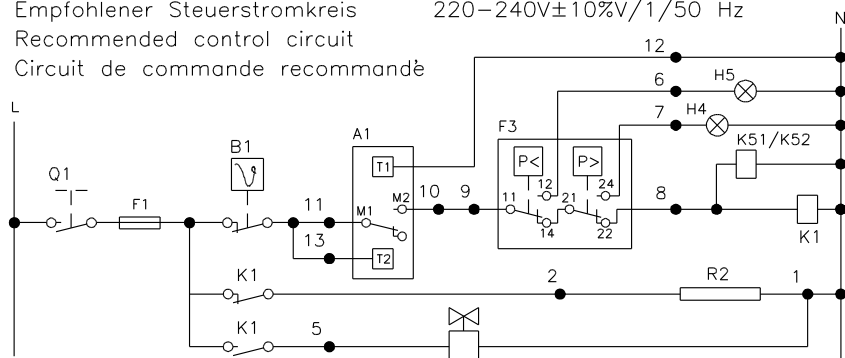 Empfohlener Steuerstromkreis 220-240V±10%V/1/50 Hz
Recommended control circuit
Circuit de commande recommandè
N
L
12
6 H5
7 H4
A1 F3 K51/K52
B1 T1 P< P>
Q1 12 24
F1 11 M1 M2 10 9 11 21 8
14 22 K1
13 T2
K1 2 R2 1
K1 5